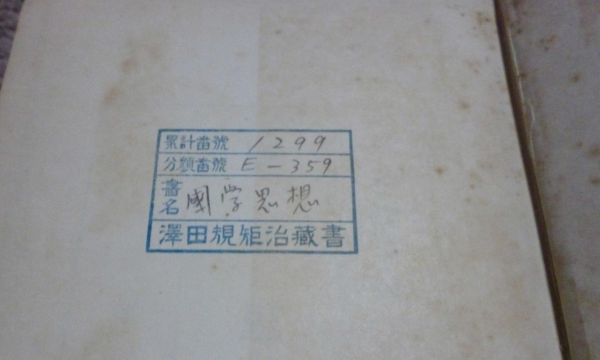 累計番號 1299
分類番號 E-359
書名 國学思想
澤田規矩治藏書